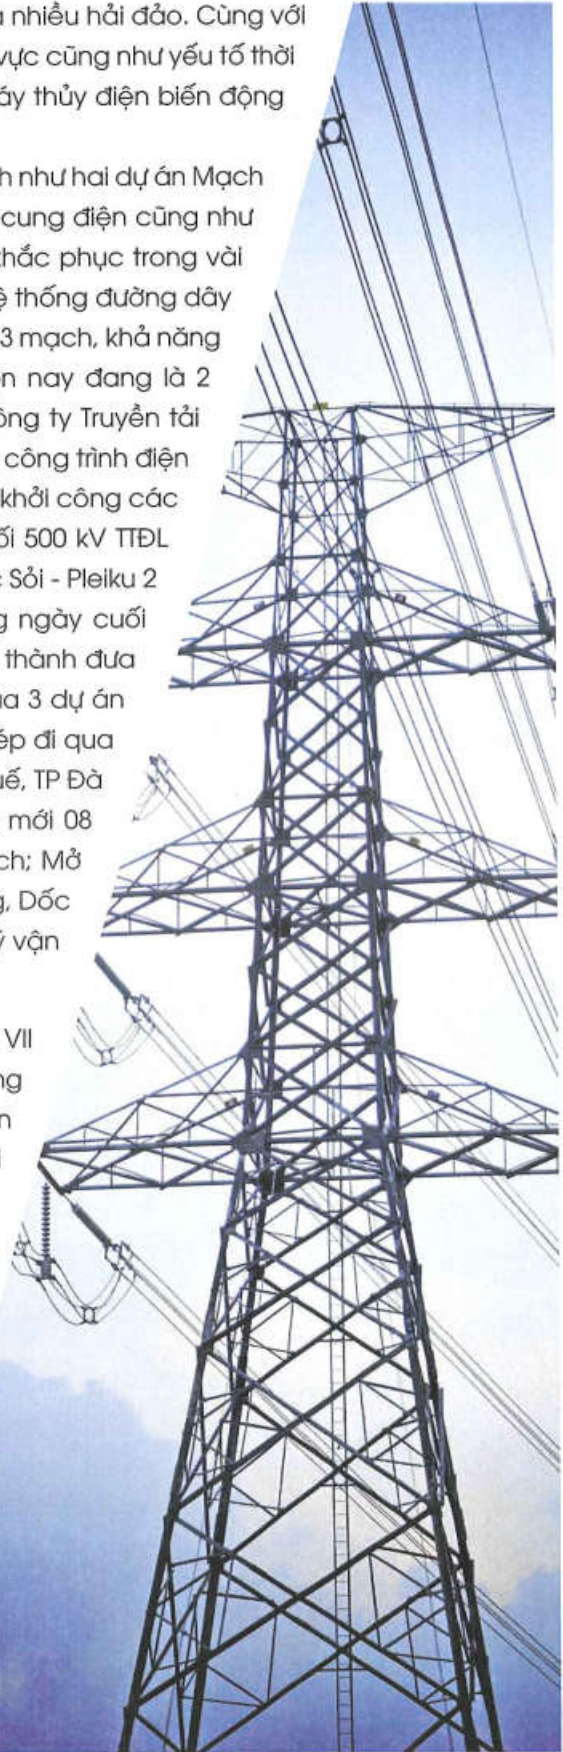 nhiều hải đảo. Cùng với
vực cũng như yếu tố thời
áy thủy điện biến động
h như hai dự án Mạch
cung điện cũng như
khắc phục trong vài
ệ thống đường dây
3 mạch, khả năng
n nay đang là 2
ông ty Truyền tải
công trình điện
khởi công các
ối 500 kV TTĐL
Sỏi - Pleiku 2
g ngày cuối
thành đưa
ua 3 dự án
ép đi qua
uế, TP Đà
mới 08
ch; Mở
g, Dốc
ý vận
VII
ng
n